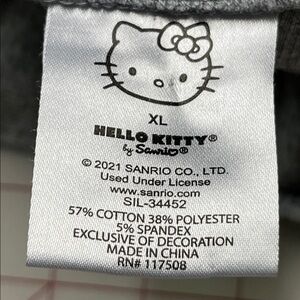 XL
HELLO KITTY®
by Sanrio®
© 2021 SANRIO CO., LTD.
Used Under License
www.sanrio.com
SIL-34452
57% COTTON 38% POLYESTER
5% SPANDEX
EXCLUSIVE OF DECORATION
MADE IN CHINA
RN# 117508